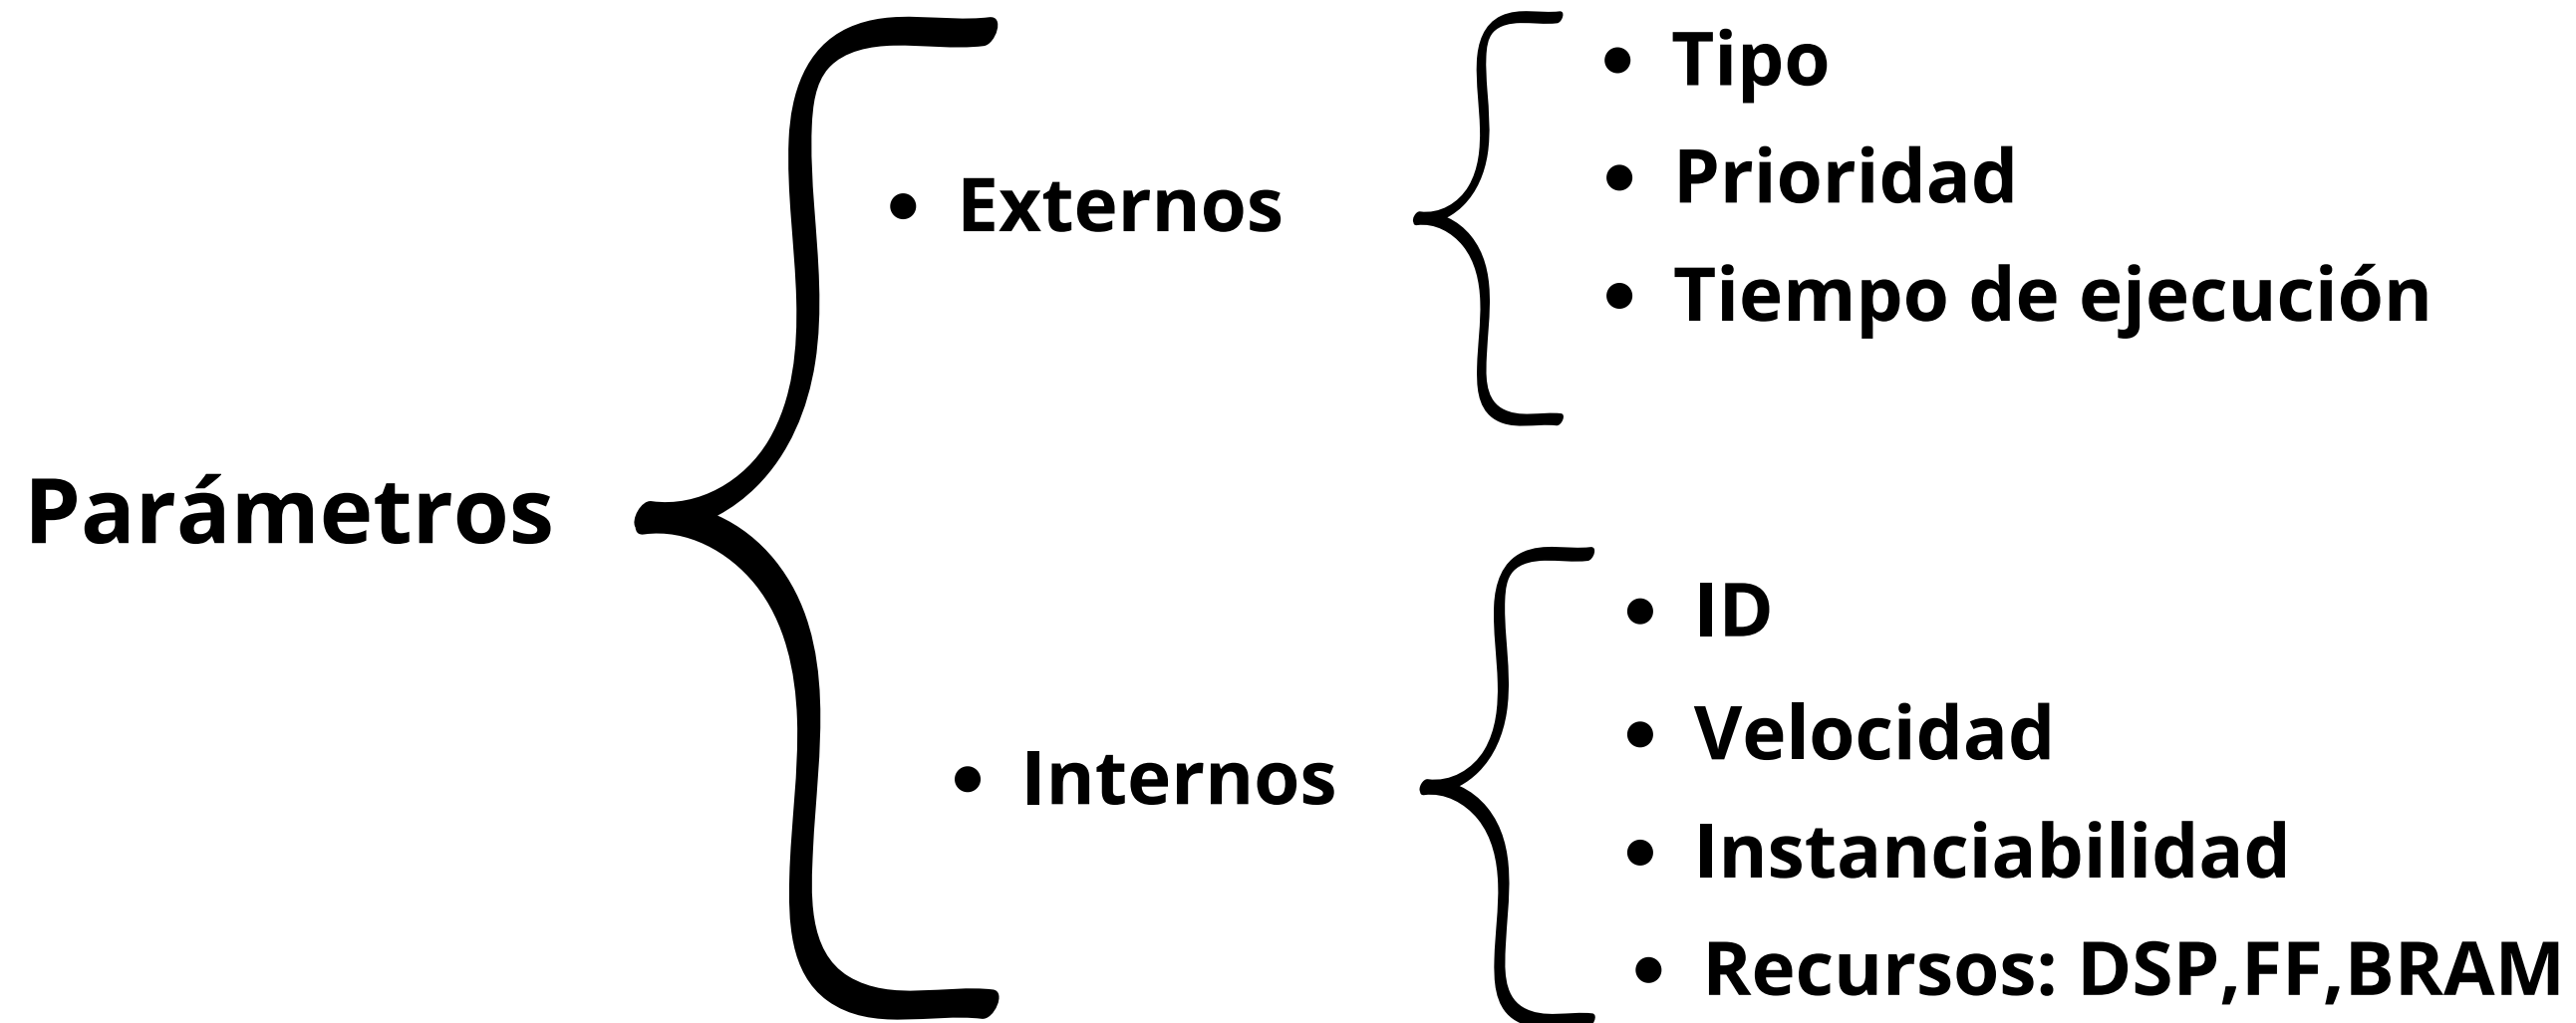 Parámetros
• Externos
• Tipo
• Prioridad
• Tiempo de ejecución
• Internos
• ID
• Velocidad
• Instanciabilidad
• Recursos: DSP,FF,BRAM